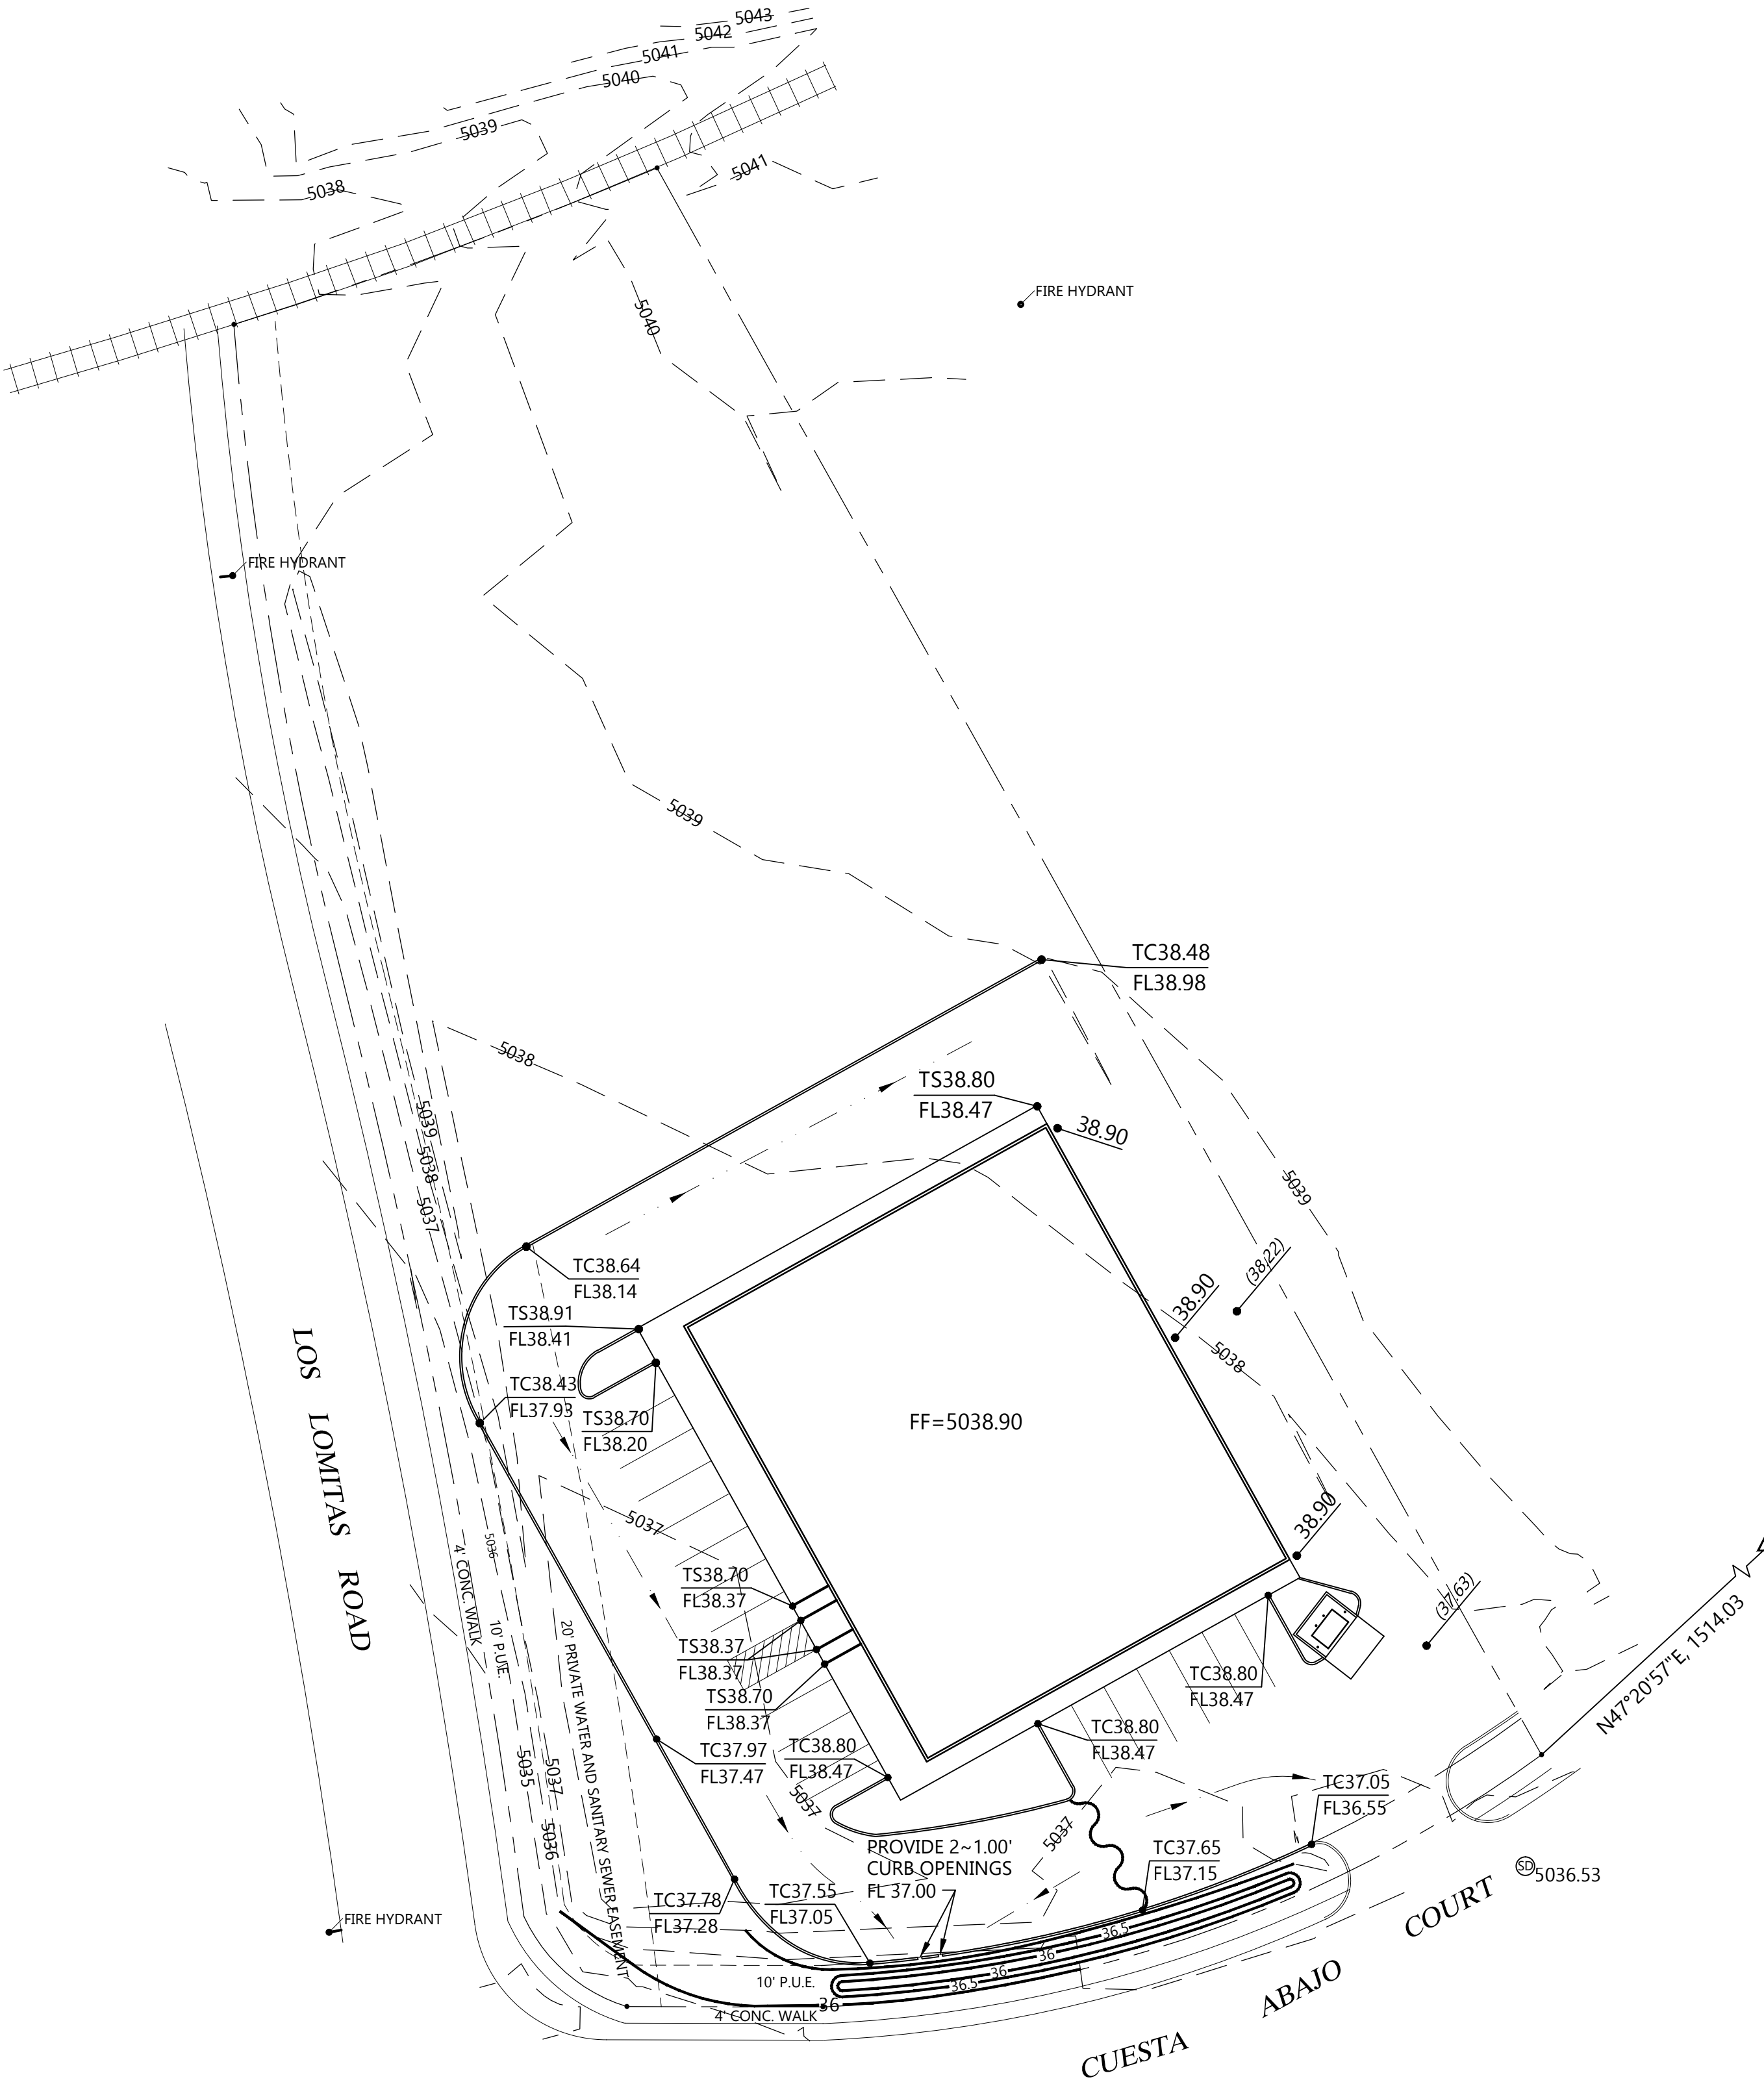 5043
5042
5041
5040
5039
5038
5041
FIRE HYDRANT
5040
FIRE HYDRANT
5039
TC38.48
FL38.98
5038
TS38.80
FL38.47
38.90
5039
5038
5037
5039
TC38.64
FL38.14
38.90
(38.22)
TS38.91
FL38.41
5038
TC38.43
FL37.93
TS38.70
FL38.20
FF=5038.90
LOS LOMITAS ROAD
5037
38.90
5036
4' CONC. WALK
10' P.U.E.
20' PRIVATE WATER AND SANITARY SEWER EASEMENT
TS38.70
FL38.37
(37.63)
N47°20'57"E, 1514.03
TS38.37
FL38.37
TC38.80
FL38.47
TS38.70
FL38.37
TC38.80
FL38.47
TC37.97
FL37.47
TC38.80
FL38.47
5035
5037
5037
5036
5037
TC37.05
FL36.55
PROVIDE 2~1.00'
CURB OPENINGS
FL 37.00
TC37.65
FL37.15
SD
5036.53
TC37.78
FL37.28
TC37.55
FL37.05
FIRE HYDRANT
36.5
36
36
36.5
10' P.U.E.
36
4' CONC. WALK
CUESTA ABAJO COURT